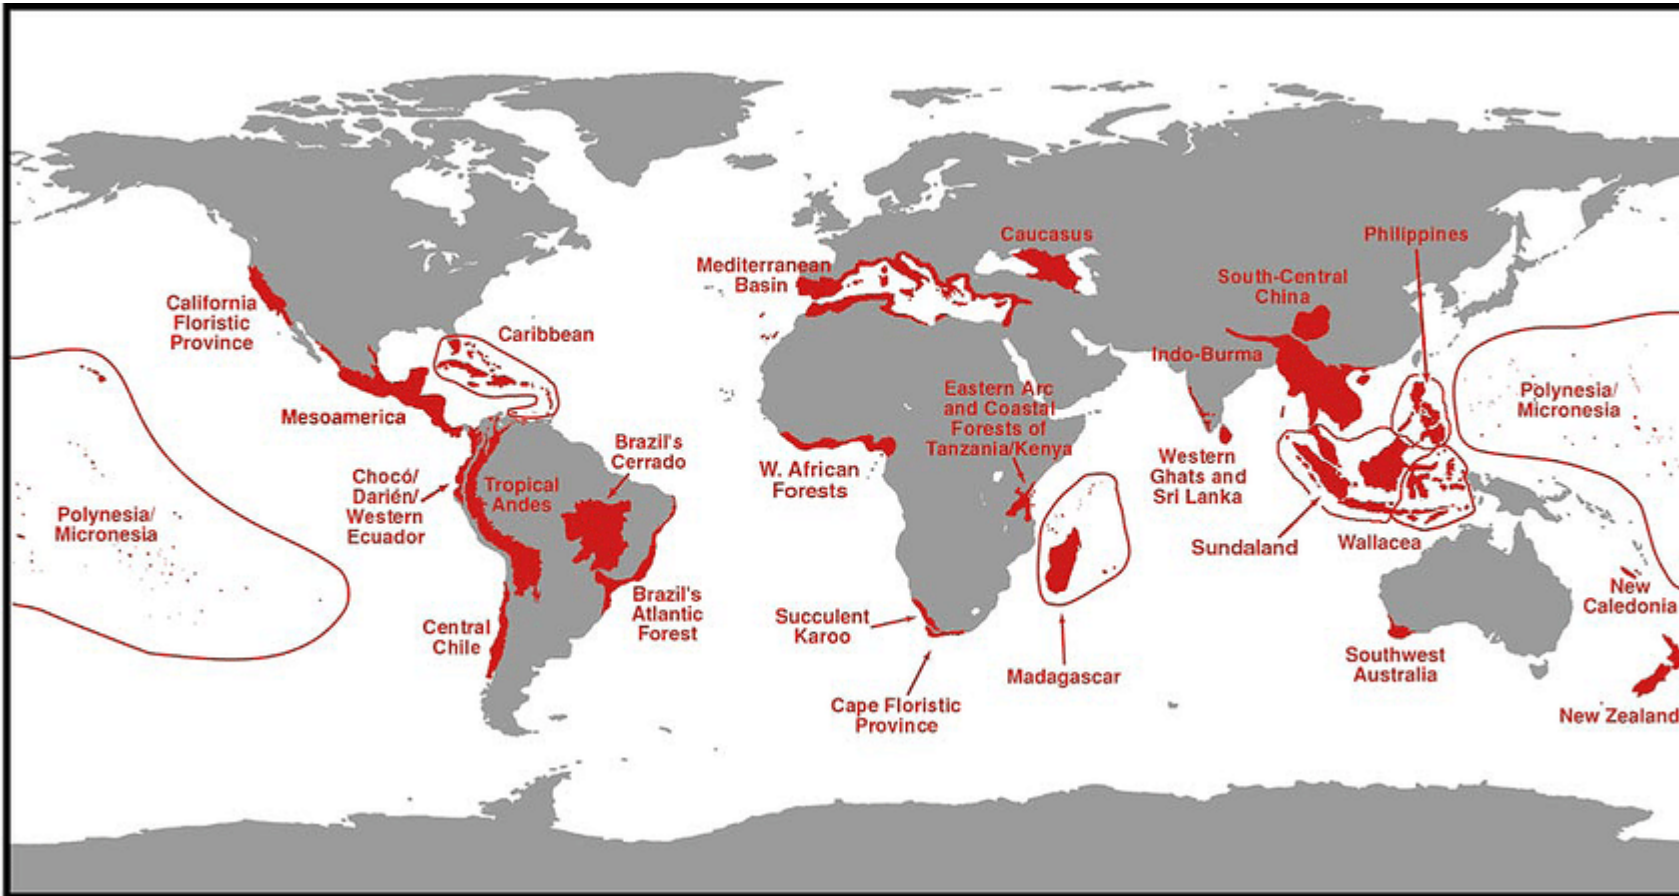 California
Floristic
Province
Mesoamerica
Caribbean
Polynesia/
Micronesia
Chocó/
Darién/
Western
Ecuador
Tropical
Andes
Brazil's
Cerrado
Central
Chile
Brazil's
Atlantic
Forest
Mediterranean
Basin
Caucasus
W. African
Forests
Eastern Arc
and Coastal
Forests of
Tanzania/Kenya
Succulent
Karoo
Cape Floristic
Province
Madagascar
Philippines
South-Central
China
Indo-Burma
Western
Ghats and
Sri Lanka
Sundaland
Wallacea
Polynesia/
Micronesia
New
Caledonia
Southwest
Australia
New Zealand